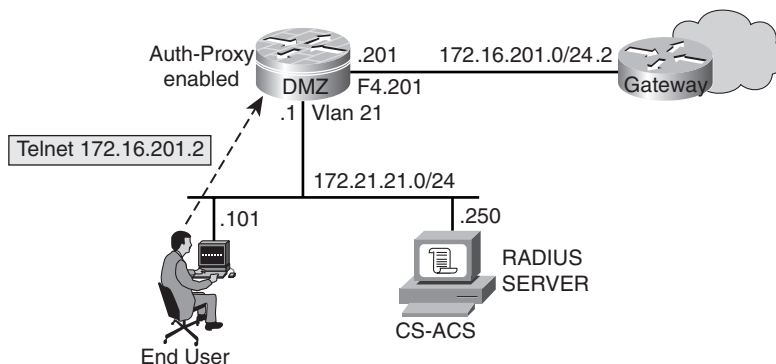 Auth-Proxy
enabled
.201
172.16.201.0/24
.2
DMZ
F4.201
Gateway
.1
Vlan 21
Telnet 172.16.201.2
172.21.21.0/24
.101
.250
RADIUS
SERVER
CS-ACS
End User